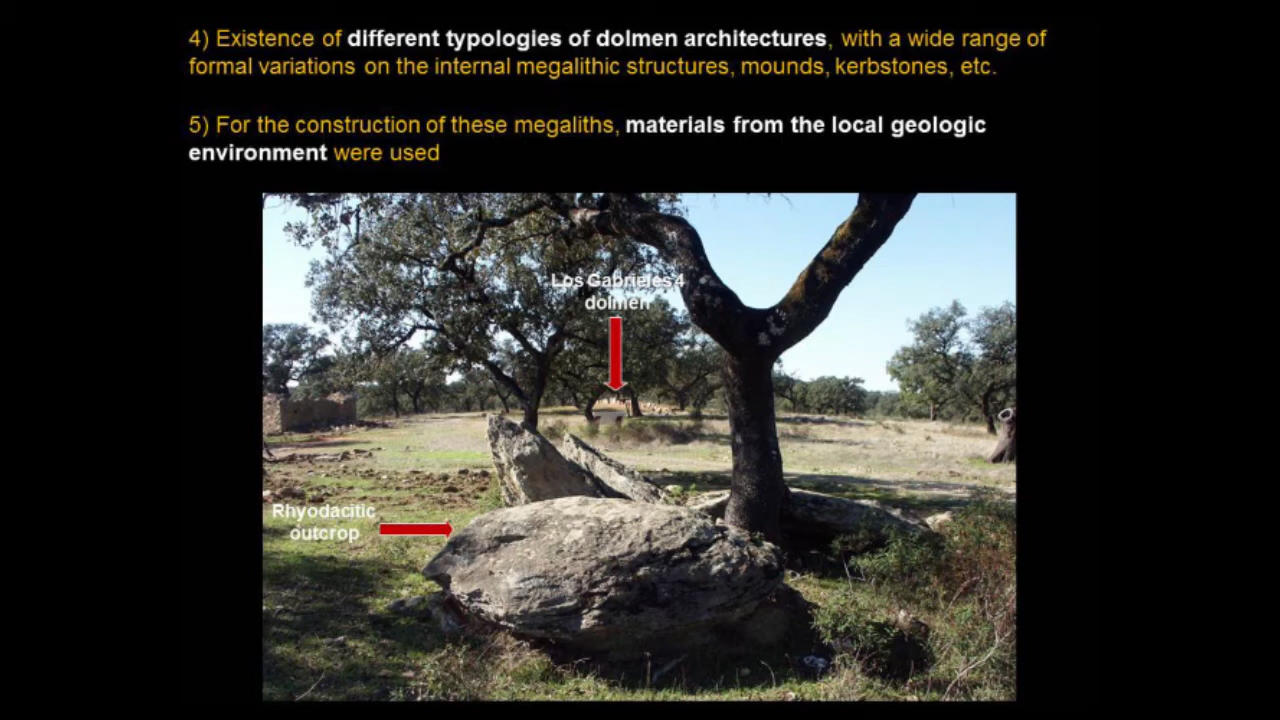 4) Existence of different typologies of dolmen architectures, with a wide range of
formal variations on the internal megalithic structures, mounds, kerbstones, etc.
5) For the construction of these megaliths, materials from the local geologic
environment were used
Los Gabrieles 4
dolmen
Rhyodacitic
outcrop